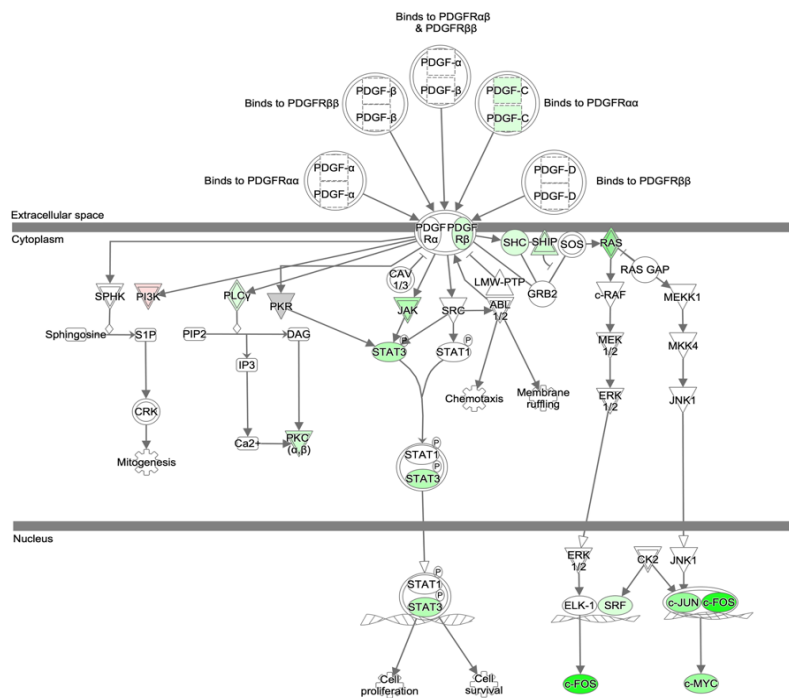 Binds to PDGFRαβ
& PDGFRββ
PDGF-α
PDGF-β
Binds to PDGFRββ
PDGF-β
PDGF-β
PDGF-C
PDGF-C
Binds to PDGFRαα
Binds to PDGFRαα
PDGF-α
PDGF-α
PDGF-D
PDGF-D
Binds to PDGFRββ
Extracellular space
Cytoplasm
PDGF
Rα
PDGF
Rβ
SHC
SHIP
SOS
RAS
RAS GAP
GRB2
CAV
1/3
LMW-PTP
SPHK
PI3K
PLCγ
PKR
JAK
SRC
ABL
1/2
c-RAF
MEKK1
Sphingosine
S1P
PIP2
DAG
STAT3
P
STAT1
P
MEK
1/2
MKK4
IP3
Chemotaxis
Membrane
ruffling
ERK
1/2
JNK1
CRK
Ca2+
PKC
(α,β)
Mitogenesis
STAT1
P
STAT3
P
Nucleus
ERK
1/2
CK2
JNK1
STAT1
P
STAT3
P
ELK-1
SRF
c-JUN
c-FOS
Cell
proliferation
Cell
survival
c-FOS
c-MYC